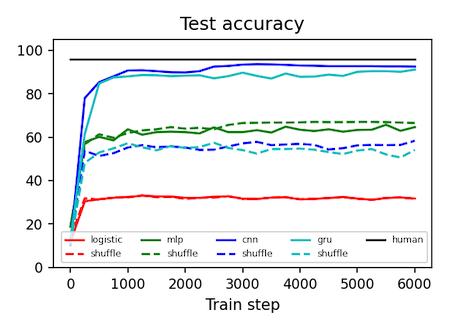 Test accuracy
100
80
60
40
20
0
logistic mlp cnn gru human
shuffle shuffle shuffle shuffle
0 1000 2000 3000 4000 5000 6000
Train step